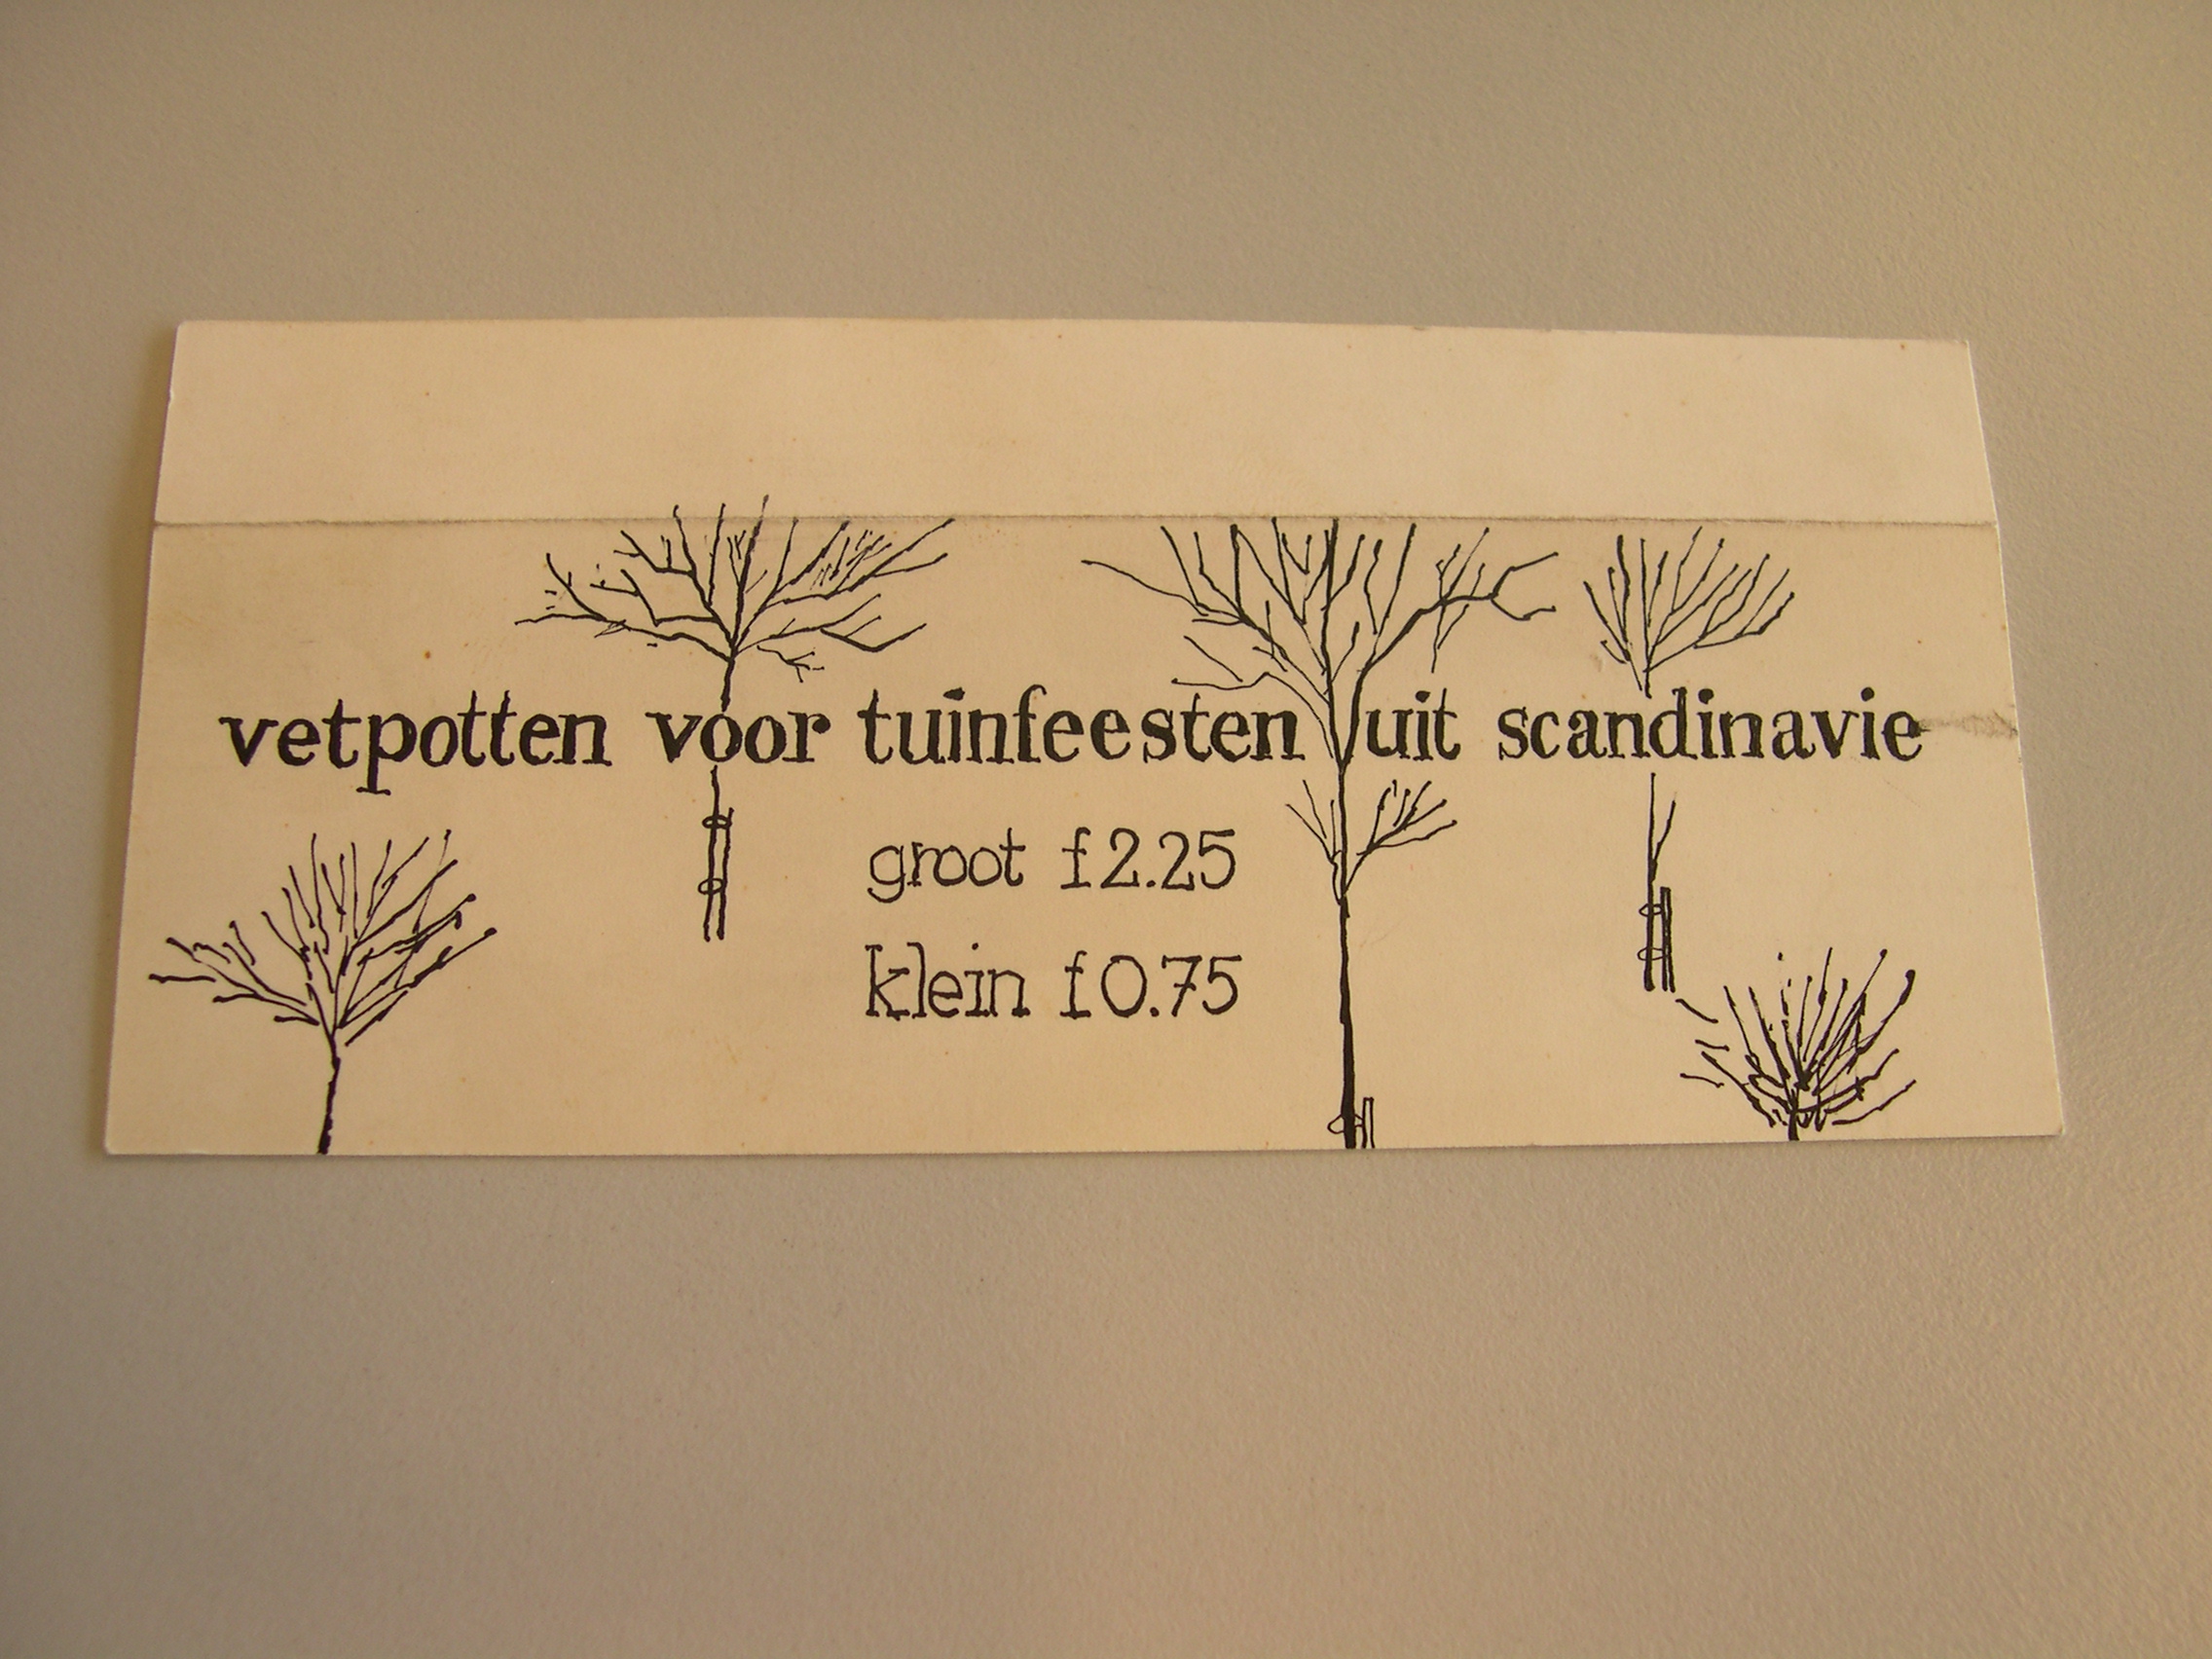 vetpotten voor tuinfeesten uit scandinavie
groot f2.25
klein f0.75